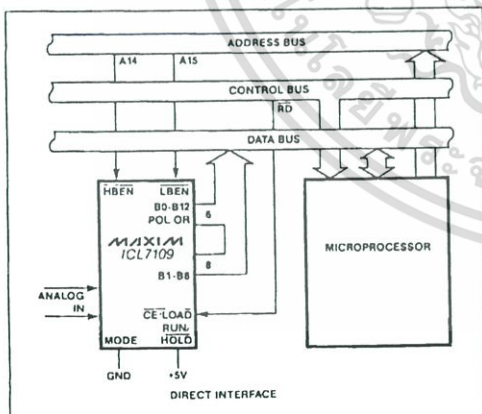 ADDRESS BUS
A14 A15
CONTROL BUS
RD
DATA BUS
HBEN LBEN
B0-B12
POL OR 6
MAXIM
ICL7109
8
B1-B8
MICROPROCESSOR
ANALOG
IN
CE·LOAD
RUN/
MODE HOLD
GND +5V
DIRECT INTERFACE